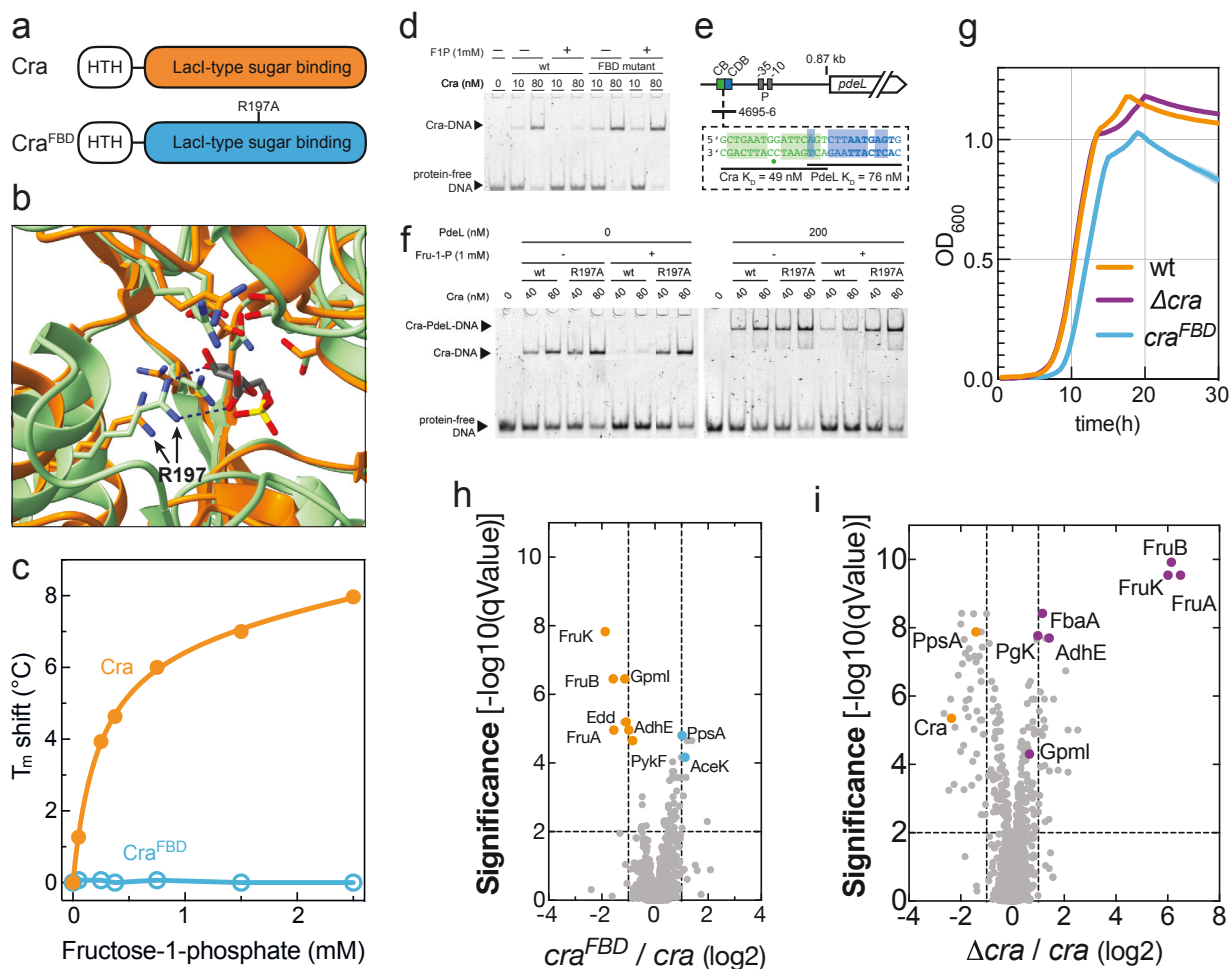 a
Cra
HTH
LacI-type sugar binding
R197A
Cra^FBD
HTH
LacI-type sugar binding
b
R197
c
T_m shift (°C)
8
6
4
2
0
Cra
Cra^FBD
0 1 2
Fructose-1-phosphate (mM)
d
F1P (1mM) – – + – +
wt FBD mutant
Cra (nM) 0 10 80 10 80 10 80 10 80
Cra-DNA
protein-free
DNA
e
CB
CDB
-35
-10
P
0.87 kb
pdeL
4695-6
5‘GCTGAATGGATTCAGTCTTAATGAGTG
3‘CGACTTACCTAAGTCAGAATTACTCAC
Cra K_D = 49 nM PdeL K_D = 76 nM
f
PdeL (nM) 0 200
Fru-1-P (1 mM) - + - +
wt R197A wt R197A wt R197A wt R197A
Cra (nM) 0 40 80 40 80 40 80 40 80 0 40 80 40 80 40 80 40 80
Cra-PdeL-DNA
Cra-DNA
protein-free
DNA
g
OD_600
1.0
0.5
0.0
wt
Δcra
cra^FBD
0 10 20 30
time(h)
h
Significance [-log10(qValue)]
10
8
6
4
2
0
FruK
FruB
GpmI
Edd
AdhE
PpsA
FruA
PykF
AceK
-4 -2 0 2 4
cra^FBD / cra (log2)
i
Significance [-log10(qValue)]
10
8
6
4
2
0
FruB
FruK
FruA
FbaA
PpsA
PgK
AdhE
Cra
GpmI
-4 -2 0 2 4 6 8
Δcra / cra (log2)